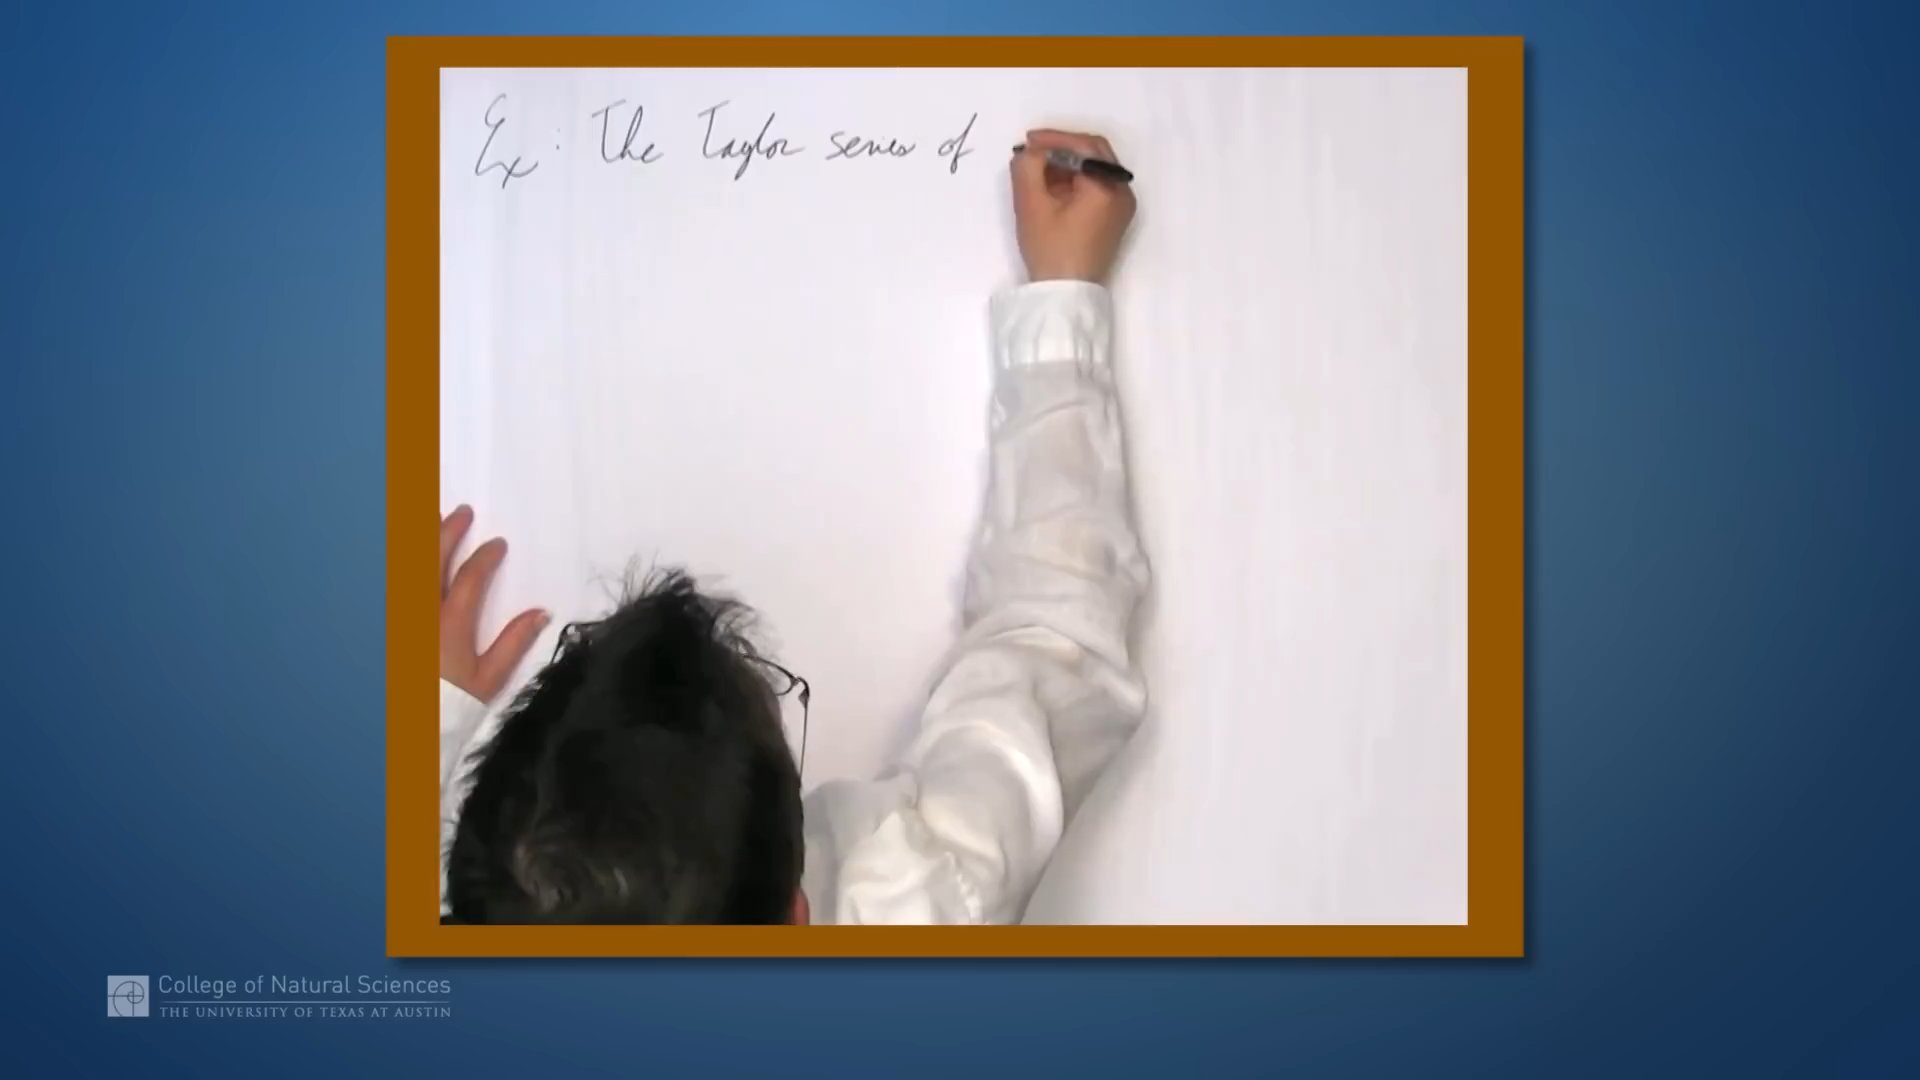 Ex: The Taylor series of
College of Natural Sciences
THE UNIVERSITY OF TEXAS AT AUSTIN